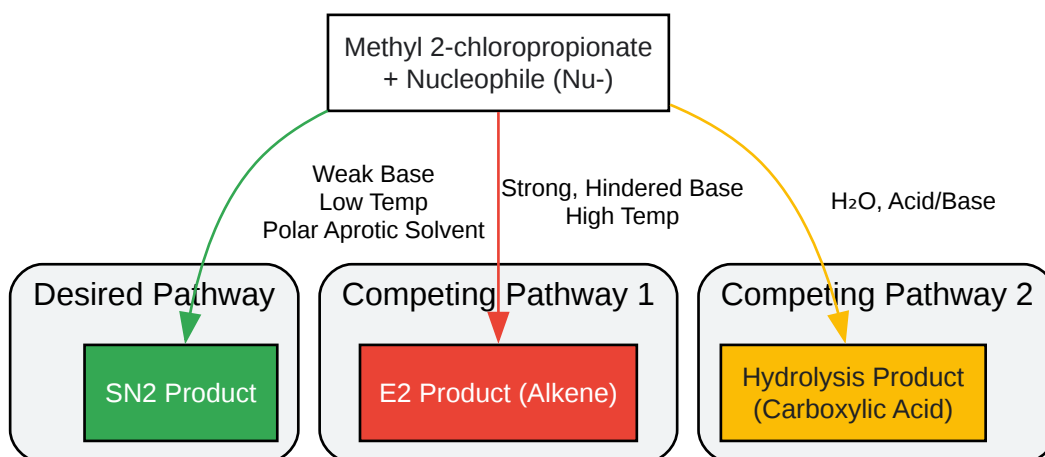 Methyl 2-chloropropionate
+ Nucleophile (Nu-)
Weak Base
Low Temp
Polar Aprotic Solvent
Strong, Hindered Base
High Temp
H₂O, Acid/Base
Desired Pathway
Competing Pathway 1
Competing Pathway 2
SN2 Product
E2 Product (Alkene)
Hydrolysis Product
(Carboxylic Acid)